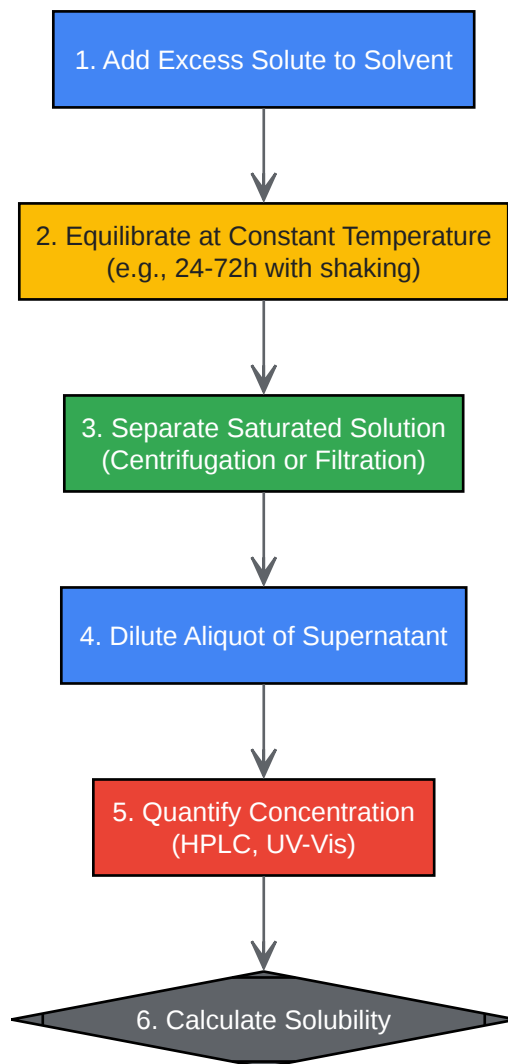 1. Add Excess Solute to Solvent
2. Equilibrate at Constant Temperature
(e.g., 24-72h with shaking)
3. Separate Saturated Solution
(Centrifugation or Filtration)
4. Dilute Aliquot of Supernatant
5. Quantify Concentration
(HPLC, UV-Vis)
6. Calculate Solubility